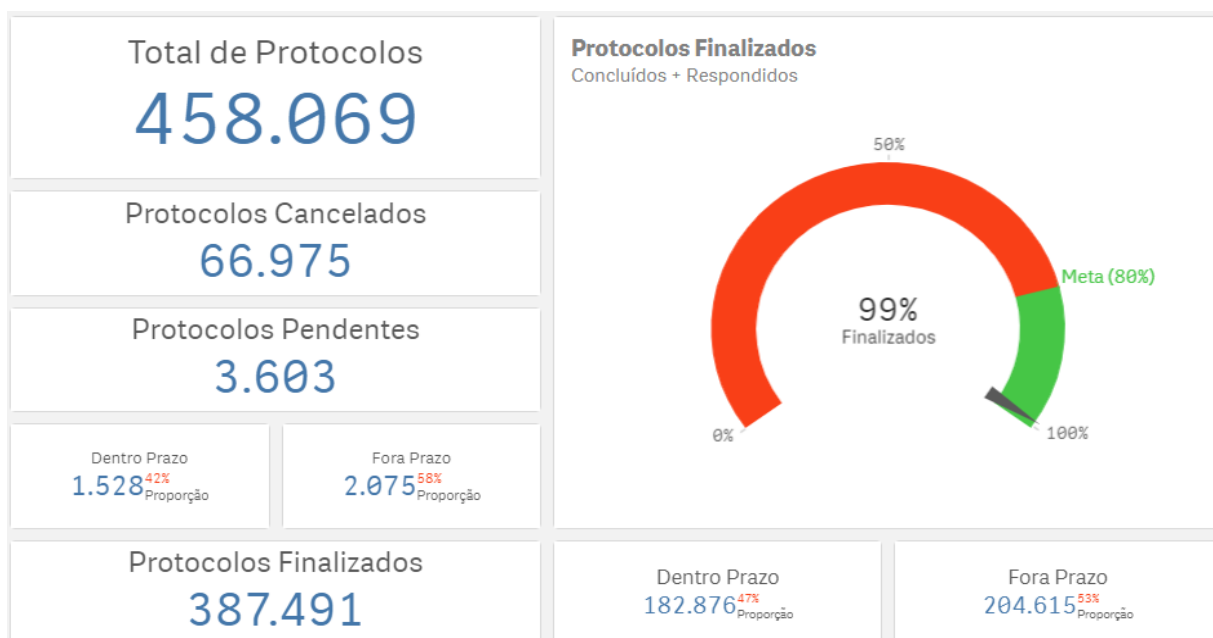 Total de Protocolos
458.069
Protocolos Cancelados
66.975
Protocolos Pendentes
3.603
Dentro Prazo
1.528 42% Proporção
Fora Prazo
2.075 58% Proporção
Protocolos Finalizados
387.491
Protocolos Finalizados
Concluídos + Respondidos
50%
Meta (80%)
99%
Finalizados
0%
100%
Dentro Prazo
182.876 47% Proporção
Fora Prazo
204.615 53% Proporção